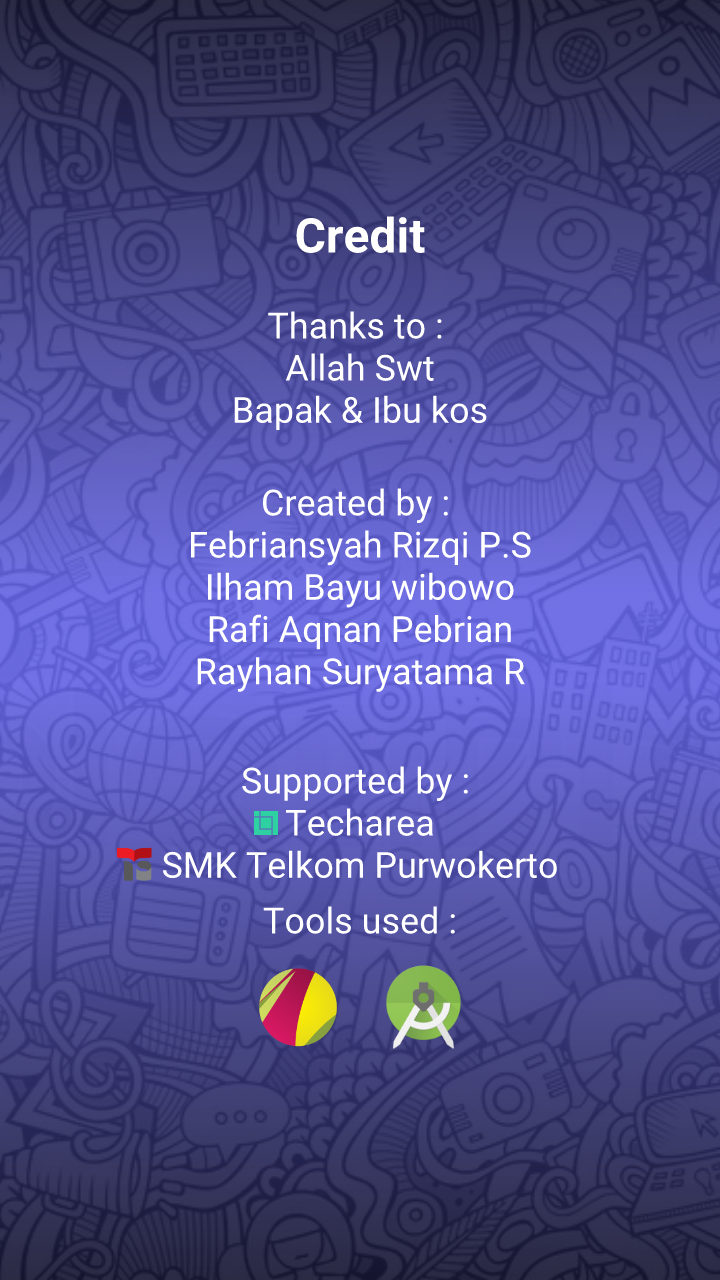 Credit
Thanks to :
Allah Swt
Bapak & Ibu kos
Created by :
Febriansyah Rizqi P.S
Ilham Bayu wibowo
Rafi Aqnan Pebrian
Rayhan Suryatama R
Supported by :
Techarea
SMK Telkom Purwokerto
Tools used :